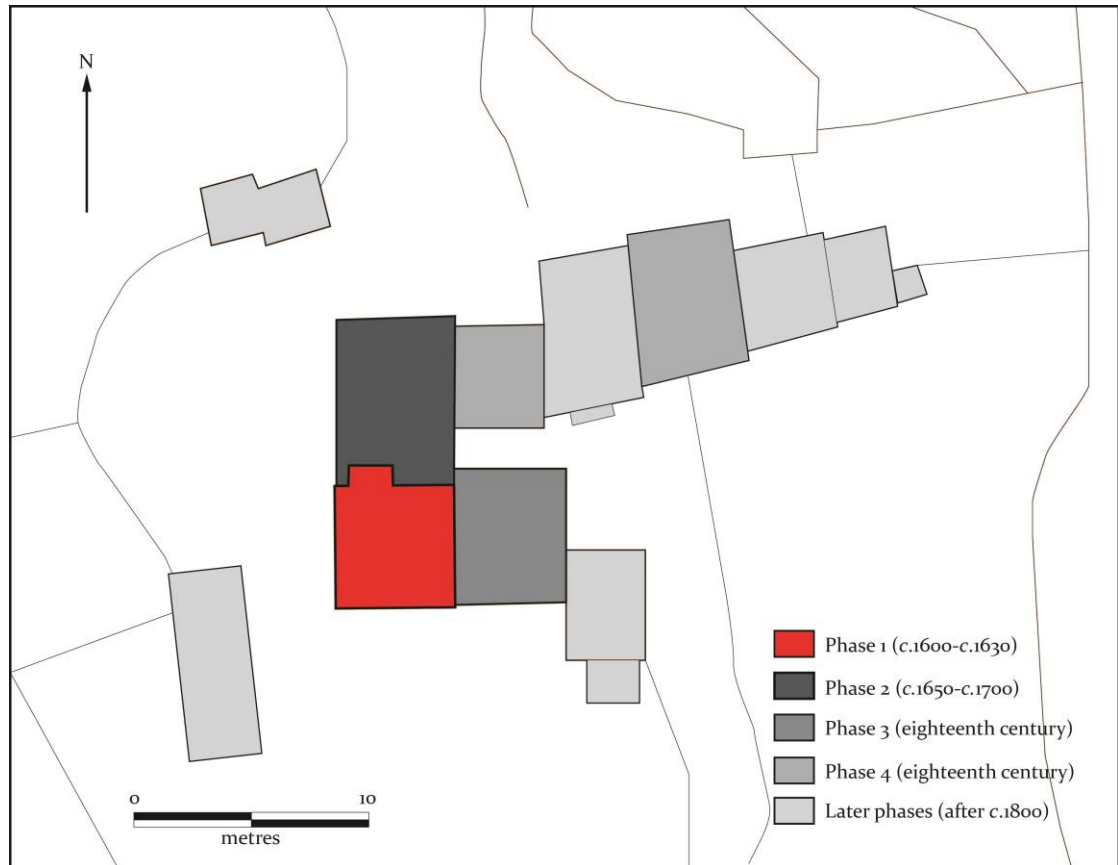 N
Phase 1 (c.1600-c.1630)
Phase 2 (c.1650-c.1700)
Phase 3 (eighteenth century)
Phase 4 (eighteenth century)
Later phases (after c.1800)
0 10
metres